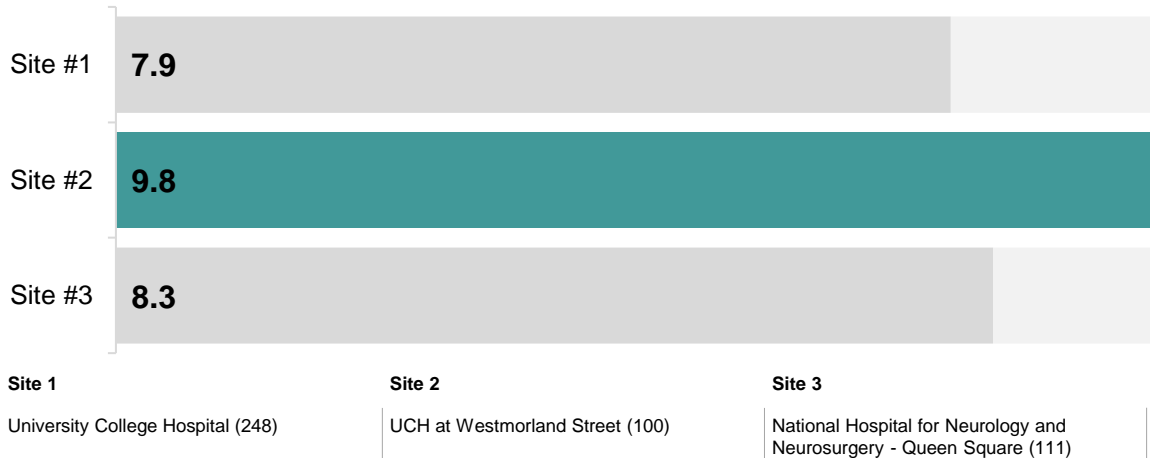 Site #1
7.9
Site #2
9.8
Site #3
8.3
Site 1
University College Hospital (248)
Site 2
UCH at Westmorland Street (100)
Site 3
National Hospital for Neurology and
Neurosurgery - Queen Square (111)